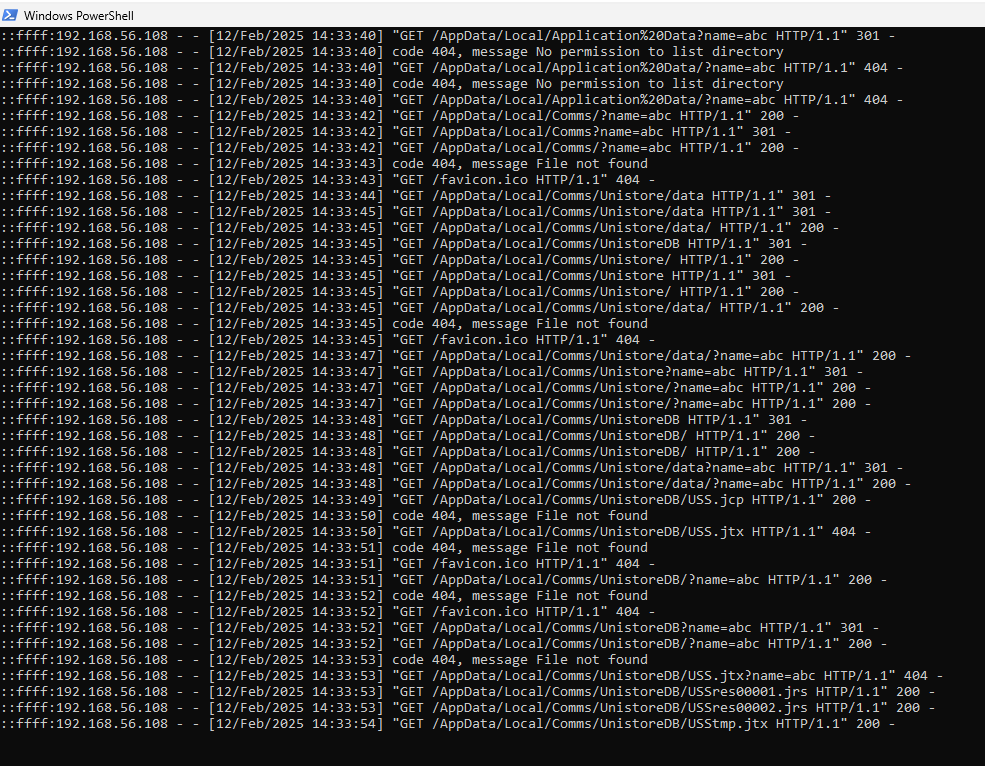 Windows PowerShell
::ffff:192.168.56.108 - - [12/Feb/2025 14:33:40] "GET /AppData/Local/Application%20Data?name=abc HTTP/1.1" 301 -
::ffff:192.168.56.108 - - [12/Feb/2025 14:33:40] code 404, message No permission to list directory
::ffff:192.168.56.108 - - [12/Feb/2025 14:33:40] "GET /AppData/Local/Application%20Data/?name=abc HTTP/1.1" 404 -
::ffff:192.168.56.108 - - [12/Feb/2025 14:33:40] code 404, message No permission to list directory
::ffff:192.168.56.108 - - [12/Feb/2025 14:33:40] "GET /AppData/Local/Application%20Data/?name=abc HTTP/1.1" 404 -
::ffff:192.168.56.108 - - [12/Feb/2025 14:33:42] "GET /AppData/Local/Comms/?name=abc HTTP/1.1" 200 -
::ffff:192.168.56.108 - - [12/Feb/2025 14:33:42] "GET /AppData/Local/Comms?name=abc HTTP/1.1" 301 -
::ffff:192.168.56.108 - - [12/Feb/2025 14:33:42] "GET /AppData/Local/Comms/?name=abc HTTP/1.1" 200 -
::ffff:192.168.56.108 - - [12/Feb/2025 14:33:43] code 404, message File not found
::ffff:192.168.56.108 - - [12/Feb/2025 14:33:43] "GET /favicon.ico HTTP/1.1" 404 -
::ffff:192.168.56.108 - - [12/Feb/2025 14:33:44] "GET /AppData/Local/Comms/Unistore/data HTTP/1.1" 301 -
::ffff:192.168.56.108 - - [12/Feb/2025 14:33:45] "GET /AppData/Local/Comms/Unistore/data HTTP/1.1" 301 -
::ffff:192.168.56.108 - - [12/Feb/2025 14:33:45] "GET /AppData/Local/Comms/Unistore/data/ HTTP/1.1" 200 -
::ffff:192.168.56.108 - - [12/Feb/2025 14:33:45] "GET /AppData/Local/Comms/UnistoreDB HTTP/1.1" 301 -
::ffff:192.168.56.108 - - [12/Feb/2025 14:33:45] "GET /AppData/Local/Comms/Unistore/ HTTP/1.1" 200 -
::ffff:192.168.56.108 - - [12/Feb/2025 14:33:45] "GET /AppData/Local/Comms/Unistore HTTP/1.1" 301 -
::ffff:192.168.56.108 - - [12/Feb/2025 14:33:45] "GET /AppData/Local/Comms/Unistore/ HTTP/1.1" 200 -
::ffff:192.168.56.108 - - [12/Feb/2025 14:33:45] "GET /AppData/Local/Comms/Unistore/data/ HTTP/1.1" 200 -
::ffff:192.168.56.108 - - [12/Feb/2025 14:33:45] code 404, message File not found
::ffff:192.168.56.108 - - [12/Feb/2025 14:33:45] "GET /favicon.ico HTTP/1.1" 404 -
::ffff:192.168.56.108 - - [12/Feb/2025 14:33:47] "GET /AppData/Local/Comms/Unistore/data/?name=abc HTTP/1.1" 200 -
::ffff:192.168.56.108 - - [12/Feb/2025 14:33:47] "GET /AppData/Local/Comms/Unistore?name=abc HTTP/1.1" 301 -
::ffff:192.168.56.108 - - [12/Feb/2025 14:33:47] "GET /AppData/Local/Comms/Unistore/?name=abc HTTP/1.1" 200 -
::ffff:192.168.56.108 - - [12/Feb/2025 14:33:47] "GET /AppData/Local/Comms/Unistore/?name=abc HTTP/1.1" 200 -
::ffff:192.168.56.108 - - [12/Feb/2025 14:33:48] "GET /AppData/Local/Comms/UnistoreDB HTTP/1.1" 301 -
::ffff:192.168.56.108 - - [12/Feb/2025 14:33:48] "GET /AppData/Local/Comms/UnistoreDB/ HTTP/1.1" 200 -
::ffff:192.168.56.108 - - [12/Feb/2025 14:33:48] "GET /AppData/Local/Comms/UnistoreDB/ HTTP/1.1" 200 -
::ffff:192.168.56.108 - - [12/Feb/2025 14:33:48] "GET /AppData/Local/Comms/Unistore/data?name=abc HTTP/1.1" 301 -
::ffff:192.168.56.108 - - [12/Feb/2025 14:33:48] "GET /AppData/Local/Comms/Unistore/data/?name=abc HTTP/1.1" 200 -
::ffff:192.168.56.108 - - [12/Feb/2025 14:33:49] "GET /AppData/Local/Comms/UnistoreDB/USS.jcp HTTP/1.1" 200 -
::ffff:192.168.56.108 - - [12/Feb/2025 14:33:50] code 404, message File not found
::ffff:192.168.56.108 - - [12/Feb/2025 14:33:50] "GET /AppData/Local/Comms/UnistoreDB/USS.jtx HTTP/1.1" 404 -
::ffff:192.168.56.108 - - [12/Feb/2025 14:33:51] code 404, message File not found
::ffff:192.168.56.108 - - [12/Feb/2025 14:33:51] "GET /favicon.ico HTTP/1.1" 404 -
::ffff:192.168.56.108 - - [12/Feb/2025 14:33:51] "GET /AppData/Local/Comms/UnistoreDB/?name=abc HTTP/1.1" 200 -
::ffff:192.168.56.108 - - [12/Feb/2025 14:33:52] code 404, message File not found
::ffff:192.168.56.108 - - [12/Feb/2025 14:33:52] "GET /favicon.ico HTTP/1.1" 404 -
::ffff:192.168.56.108 - - [12/Feb/2025 14:33:52] "GET /AppData/Local/Comms/UnistoreDB?name=abc HTTP/1.1" 301 -
::ffff:192.168.56.108 - - [12/Feb/2025 14:33:52] "GET /AppData/Local/Comms/UnistoreDB/?name=abc HTTP/1.1" 200 -
::ffff:192.168.56.108 - - [12/Feb/2025 14:33:53] code 404, message File not found
::ffff:192.168.56.108 - - [12/Feb/2025 14:33:53] "GET /AppData/Local/Comms/UnistoreDB/USS.jtx?name=abc HTTP/1.1" 404 -
::ffff:192.168.56.108 - - [12/Feb/2025 14:33:53] "GET /AppData/Local/Comms/UnistoreDB/USSres00001.jrs HTTP/1.1" 200 -
::ffff:192.168.56.108 - - [12/Feb/2025 14:33:53] "GET /AppData/Local/Comms/UnistoreDB/USSres00002.jrs HTTP/1.1" 200 -
::ffff:192.168.56.108 - - [12/Feb/2025 14:33:54] "GET /AppData/Local/Comms/UnistoreDB/USStmp.jtx HTTP/1.1" 200 -